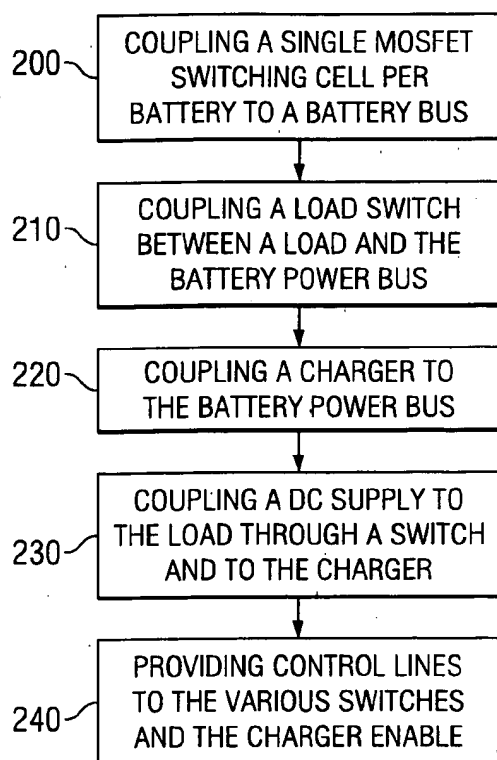 200
COUPLING A SINGLE MOSFET
SWITCHING CELL PER
BATTERY TO A BATTERY BUS
210
COUPLING A LOAD SWITCH
BETWEEN A LOAD AND THE
BATTERY POWER BUS
220
COUPLING A CHARGER TO
THE BATTERY POWER BUS
230
COUPLING A DC SUPPLY TO
THE LOAD THROUGH A SWITCH
AND TO THE CHARGER
240
PROVIDING CONTROL LINES
TO THE VARIOUS SWITCHES
AND THE CHARGER ENABLE